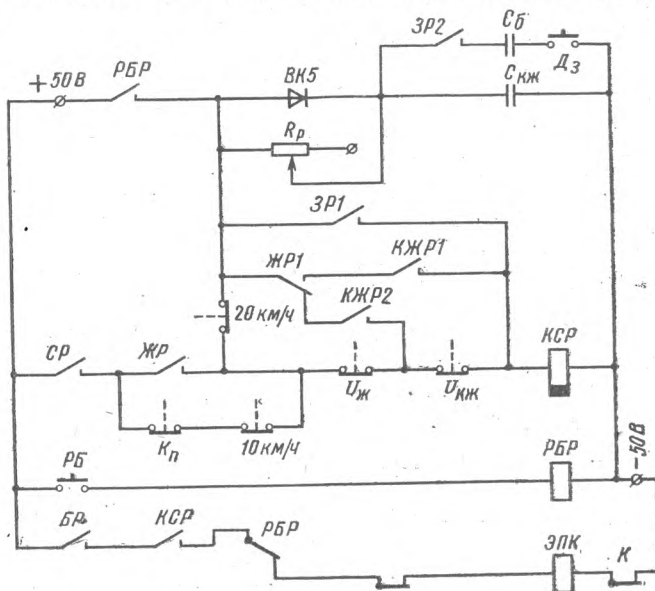 ЗР2
Сб
Дз
+50В
РБР
ВК5
Скж
Rр
ЗР1
ЖР1
КЖР1
КЖР2
20 км/ч
СР
ЖР
Uж
Uкж
КСР
Кп
10 км/ч
РБ
РБР
-50В
БР
КСР
РБР
ЭПК
К